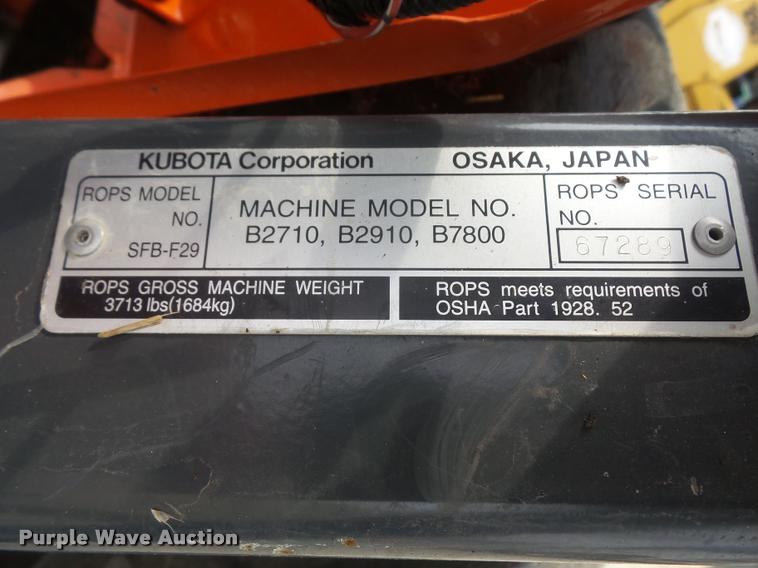 KUBOTA Corporation OSAKA, JAPAN
ROPS MODEL NO. SFB-F29
MACHINE MODEL NO.
B2710, B2910, B7800
ROPS SERIAL NO.
67289
ROPS GROSS MACHINE WEIGHT
3713 lbs(1684kg)
ROPS meets requirements of
OSHA Part 1928. 52
Purple Wave Auction